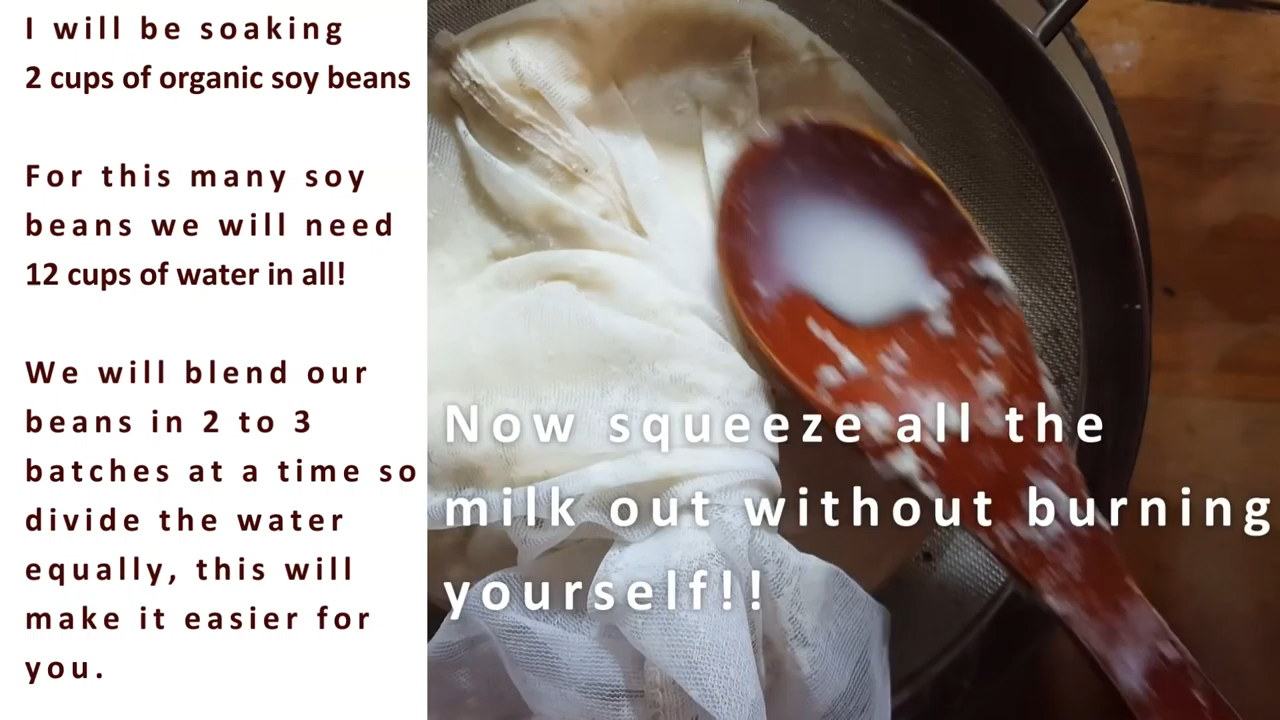 I will be soaking
2 cups of organic soy beans
For this many soy
beans we will need
12 cups of water in all!
We will blend our
beans in 2 to 3
batches at a time so
divide the water
equally, this will
make it easier for
you.
Now squeeze all the
milk out without burning
yourself!!